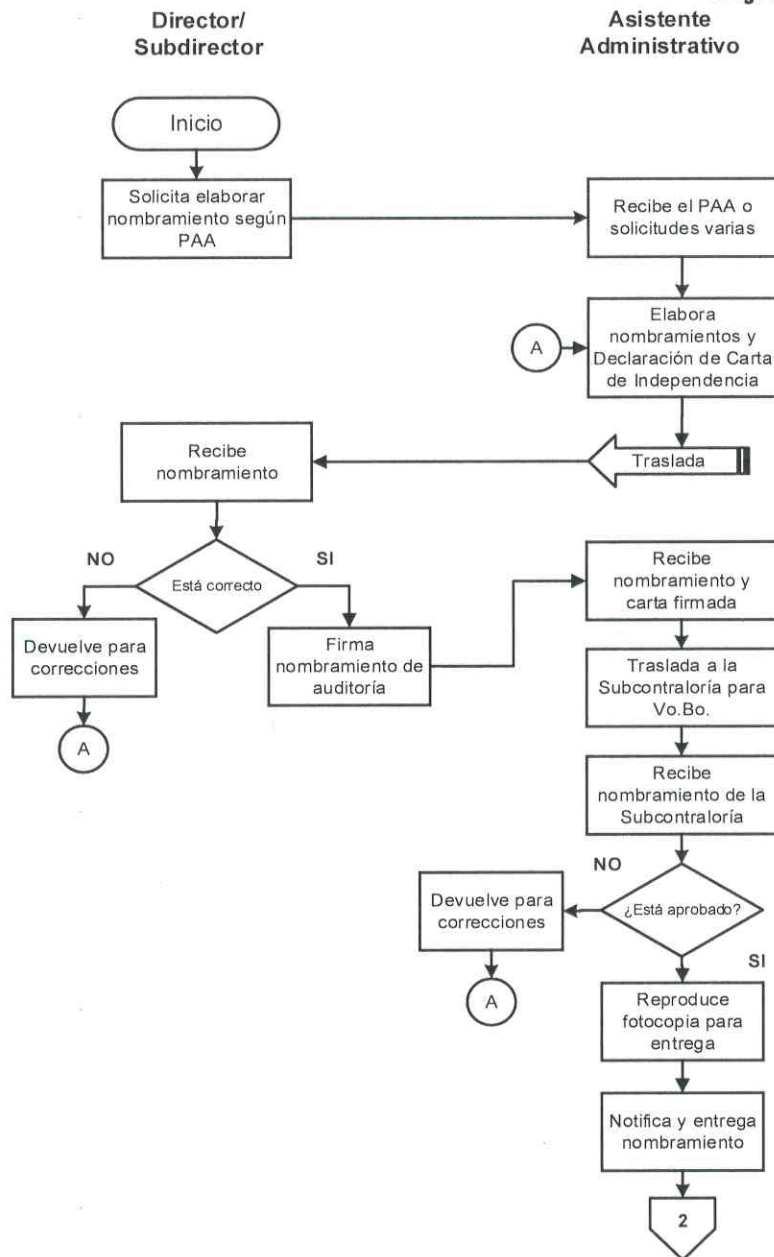 Director/
Subdirector
Asistente
Administrativo
Inicio
Solicita elaborar
nombramiento según
PAA
Recibe el PAA o
solicitudes varias
Elabora
nombramientos y
Declaración de Carta
de Independencia
A
Traslada
Recibe
nombramiento
NO
SI
Está correcto
Devuelve para
correcciones
A
Firma
nombramiento de
auditoría
Recibe
nombramiento y
carta firmada
Traslada a la
Subcontraloría para
Vo.Bo.
Recibe
nombramiento de la
Subcontraloría
NO
¿Está aprobado?
SI
Devuelve para
correcciones
A
Reproduce
fotocopia para
entrega
Notifica y entrega
nombramiento
2